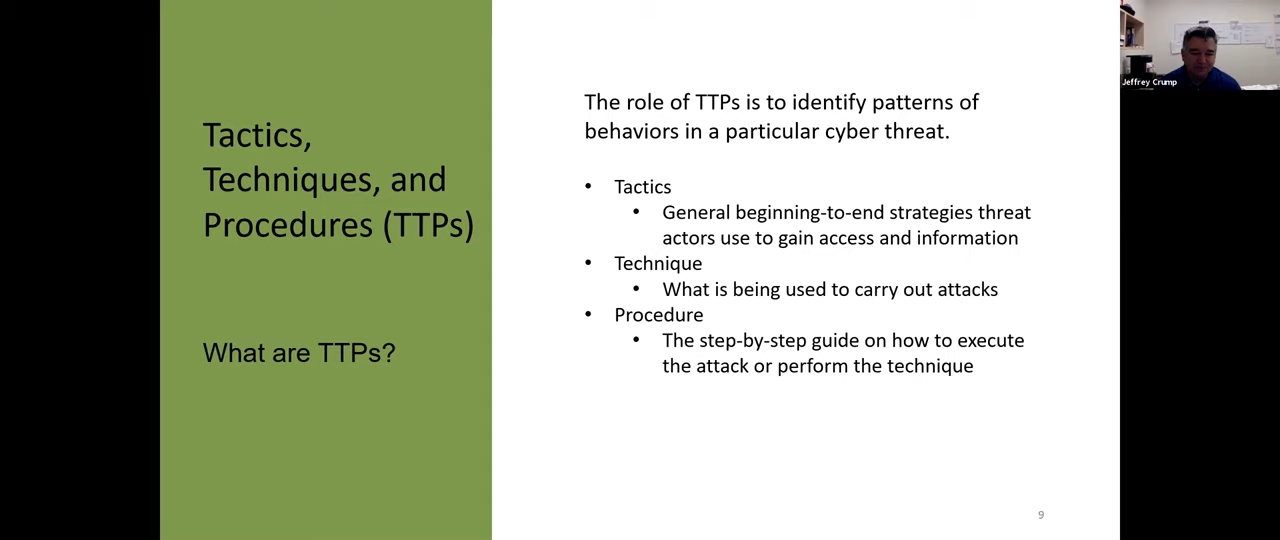 Tactics,
Techniques, and
Procedures (TTPs)
What are TTPs?
The role of TTPs is to identify patterns of
behaviors in a particular cyber threat.
• Tactics
• General beginning-to-end strategies threat
actors use to gain access and information
• Technique
• What is being used to carry out attacks
• Procedure
• The step-by-step guide on how to execute
the attack or perform the technique
9
Jeffrey Crump